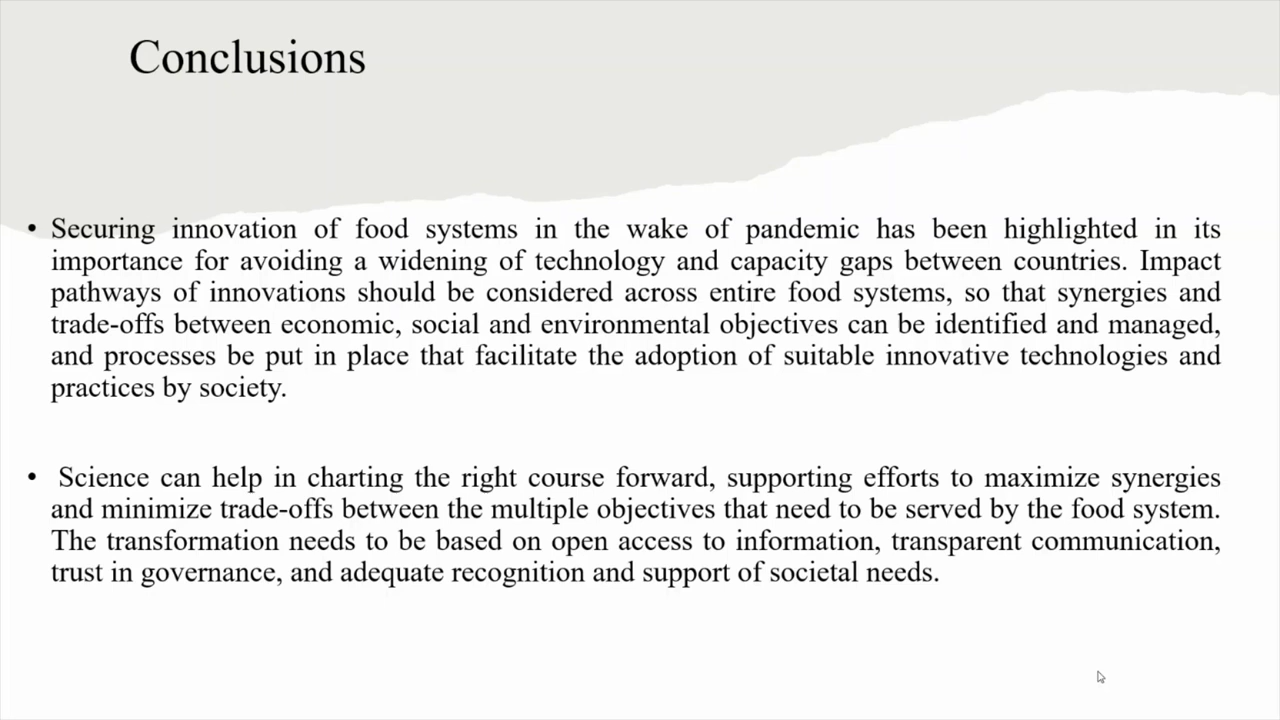 Conclusions
• Securing innovation of food systems in the wake of pandemic has been highlighted in its
importance for avoiding a widening of technology and capacity gaps between countries. Impact
pathways of innovations should be considered across entire food systems, so that synergies and
trade-offs between economic, social and environmental objectives can be identified and managed,
and processes be put in place that facilitate the adoption of suitable innovative technologies and
practices by society.
• Science can help in charting the right course forward, supporting efforts to maximize synergies
and minimize trade-offs between the multiple objectives that need to be served by the food system.
The transformation needs to be based on open access to information, transparent communication,
trust in governance, and adequate recognition and support of societal needs.